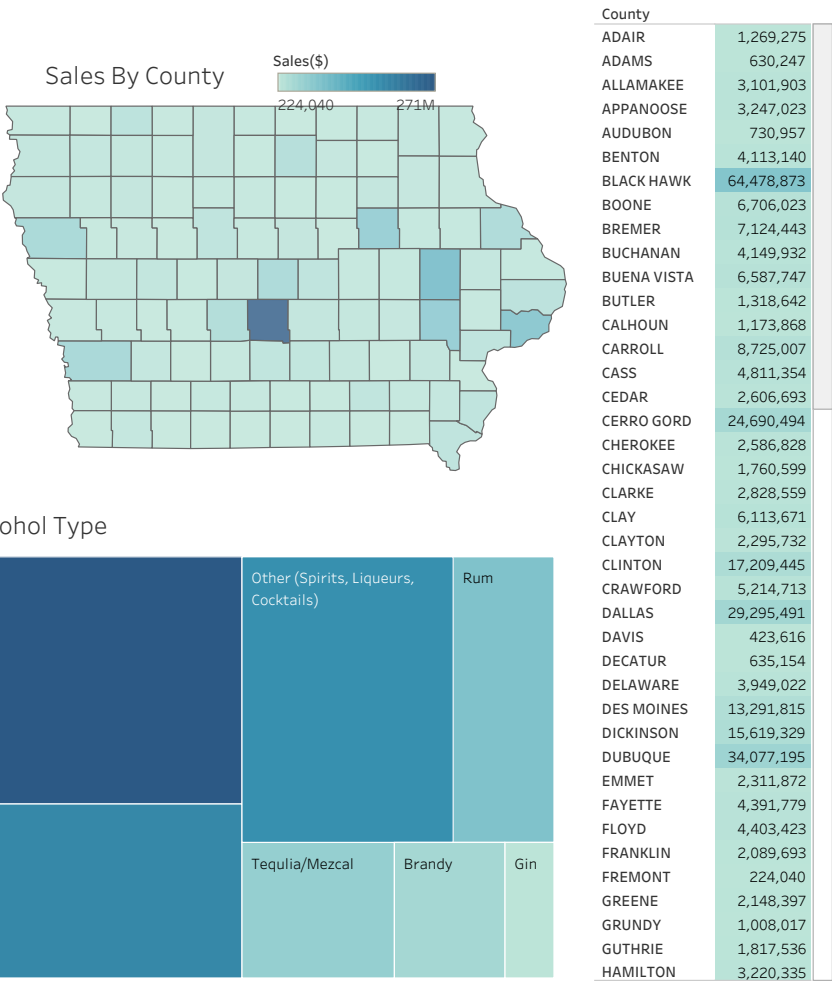 Sales By County
Sales($)
224,040 271M
ohol Type
Other (Spirits, Liqueurs,
Cocktails)
Rum
Tequlia/Mezcal
Brandy
Gin
County
ADAIR 1,269,275
ADAMS 630,247
ALLAMAKEE 3,101,903
APPANOOSE 3,247,023
AUDUBON 730,957
BENTON 4,113,140
BLACK HAWK 64,478,873
BOONE 6,706,023
BREMER 7,124,443
BUCHANAN 4,149,932
BUENA VISTA 6,587,747
BUTLER 1,318,642
CALHOUN 1,173,868
CARROLL 8,725,007
CASS 4,811,354
CEDAR 2,606,693
CERRO GORD 24,690,494
CHEROKEE 2,586,828
CHICKASAW 1,760,599
CLARKE 2,828,559
CLAY 6,113,671
CLAYTON 2,295,732
CLINTON 17,209,445
CRAWFORD 5,214,713
DALLAS 29,295,491
DAVIS 423,616
DECATUR 635,154
DELAWARE 3,949,022
DES MOINES 13,291,815
DICKINSON 15,619,329
DUBUQUE 34,077,195
EMMET 2,311,872
FAYETTE 4,391,779
FLOYD 4,403,423
FRANKLIN 2,089,693
FREMONT 224,040
GREENE 2,148,397
GRUNDY 1,008,017
GUTHRIE 1,817,536
HAMILTON 3,220,335